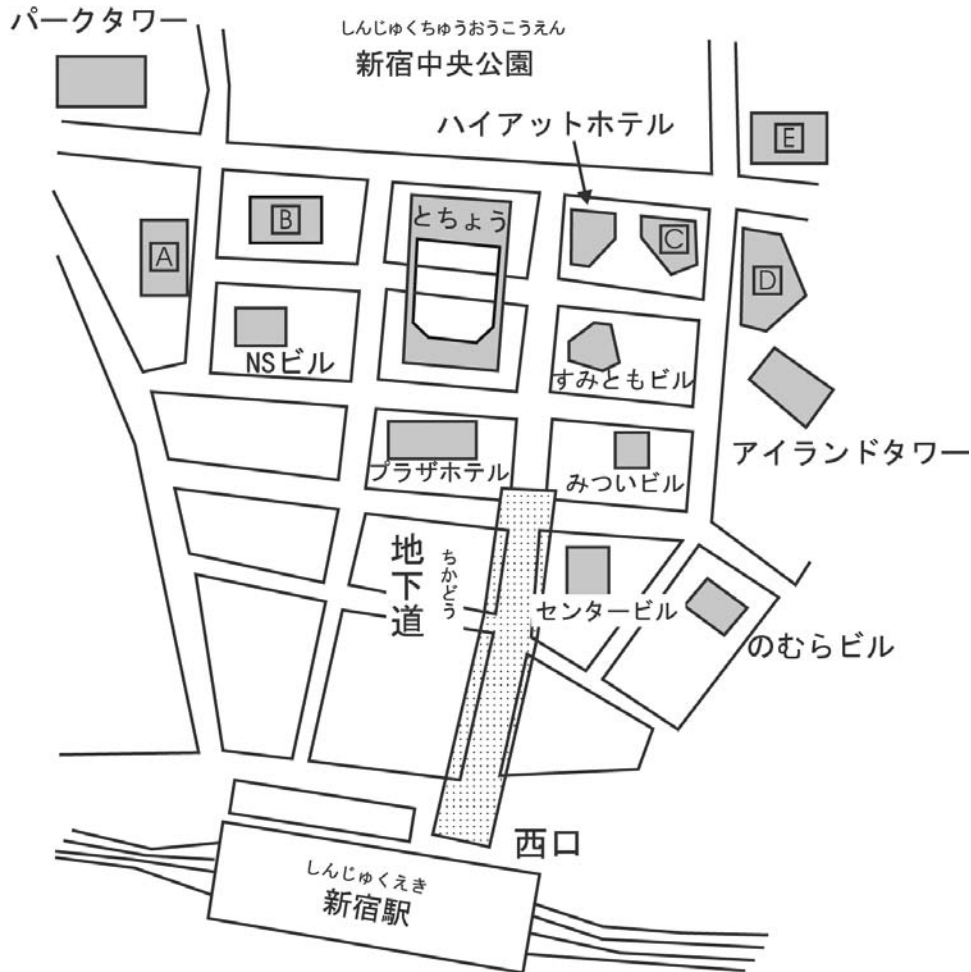 パークタワー
しんじゅくちゅうおうこうえん
新宿中央公園
ハイアットホテル
E
B
とちょう
C
A
D
NSビル
すみともビル
アイランドタワー
プラザホテル
みついビル
地下道
ちかどう
センタービル
のむらビル
西口
しんじゅくえき
新宿駅